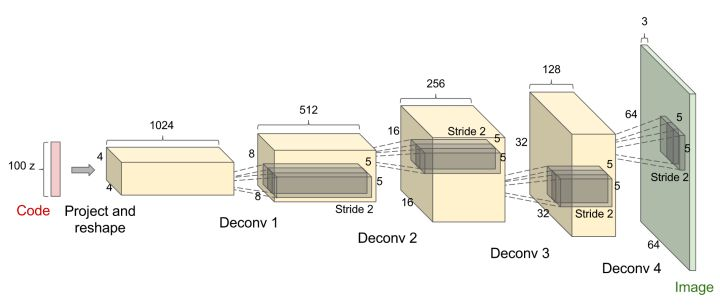 100 z
Code
Project and
reshape
1024
4
4
512
8
8
5
5
Stride 2
Deconv 1
256
16
16
Stride 2
5
5
Deconv 2
128
32
32
5
5
Stride 2
Deconv 3
3
64
64
5
5
Stride 2
Deconv 4
Image